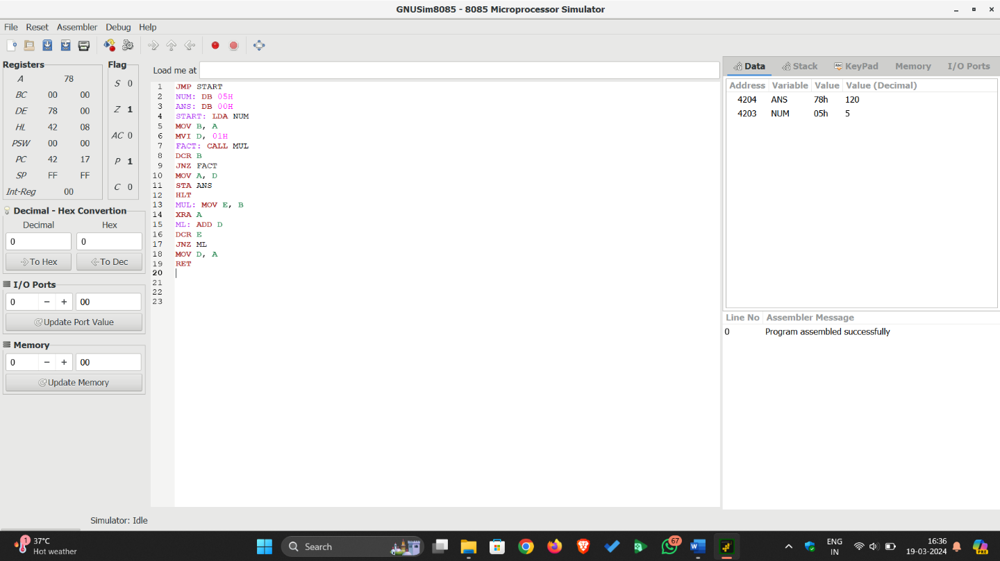 GNUSim8085 - 8085 Microprocessor Simulator
File Reset Assembler Debug Help
Registers
A 78
BC 00 00
DE 78 00
HL 42 08
PSW 00 00
PC 42 17
SP FF FF
Int-Reg 00
Flag
S 0
Z 1
AC 0
P 1
C 0
Decimal - Hex Convertion
Decimal Hex
0 0
To Hex To Dec
I/O Ports
0 − + 00
Update Port Value
Memory
0 − + 00
Update Memory
Load me at
1 JMP START
2 NUM: DB 05H
3 ANS: DB 00H
4 START: LDA NUM
5 MOV B, A
6 MVI D, 01H
7 FACT: CALL MUL
8 DCR B
9 JNZ FACT
10 MOV A, D
11 STA ANS
12 HLT
13 MUL: MOV E, B
14 XRA A
15 ML: ADD D
16 DCR E
17 JNZ ML
18 MOV D, A
19 RET
20
21
22
23
Data Stack KeyPad Memory I/O Ports
Address Variable Value Value (Decimal)
4204 ANS 78h 120
4203 NUM 05h 5
Line No Assembler Message
0 Program assembled successfully
Simulator: Idle
1
37°C
Hot weather
Search
67
ENG
IN
16:36
19-03-2024
PRE